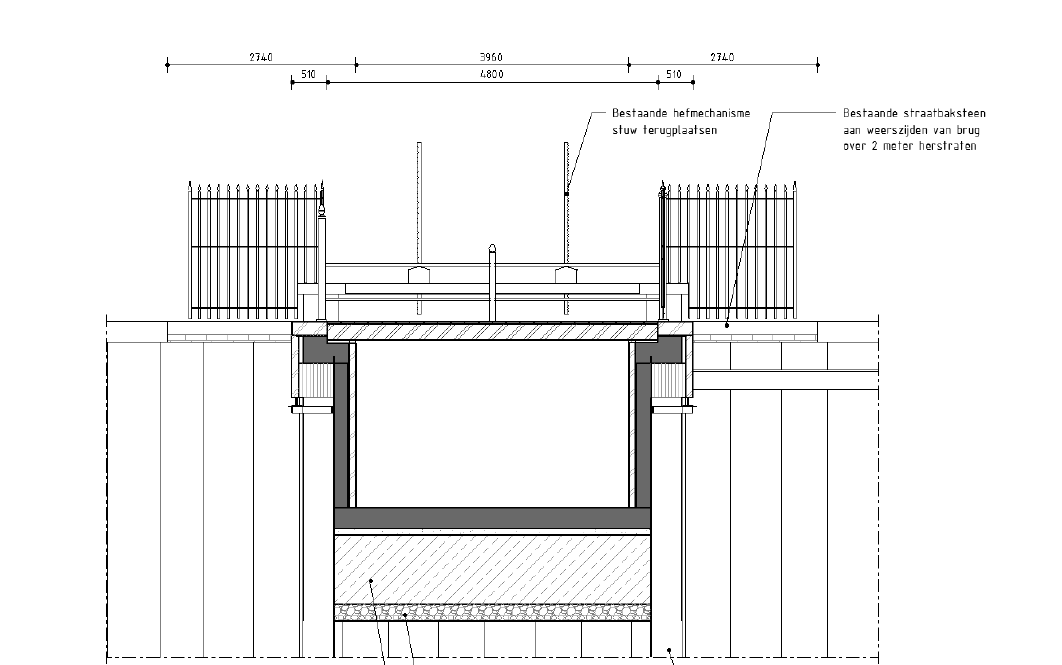 2740 3960 2740
510 4800 510
Bestaande hefmechanisme
stuw terugplaatsen
Bestaande straatbaksteen
aan weerszijden van brug
over 2 meter herstraten